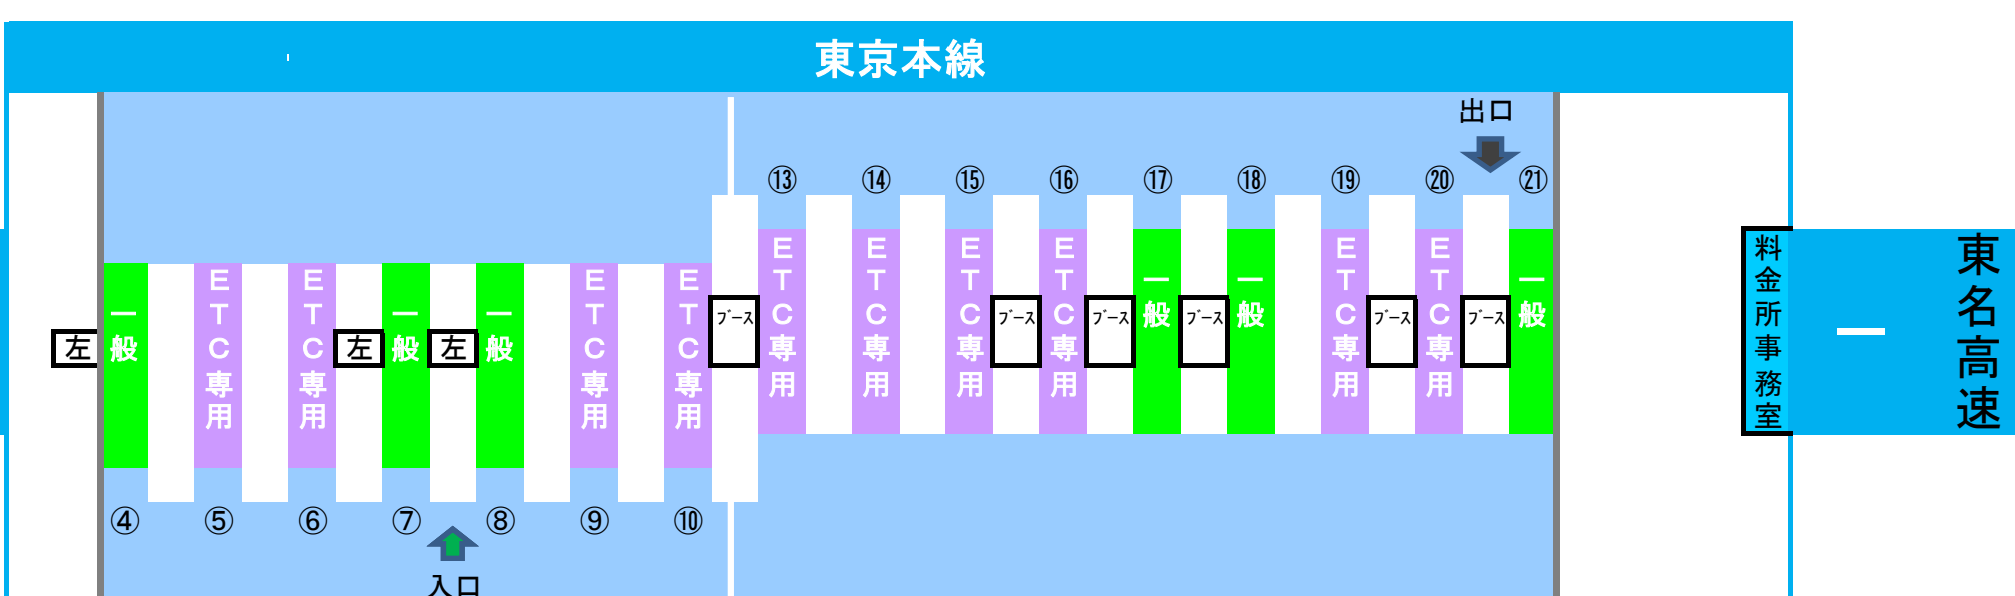 東京本線
出口
⑬ ⑭ ⑮ ⑯ ⑰ ⑱ ⑲ ⑳ ㉑
ETC専用
ETC専用
ETC専用
ETC専用
一般
一般
ETC専用
ETC専用
一般
ブース
ブース
ブース
ブース
ブース
ブース
一般
ETC専用
ETC専用
一般
一般
ETC専用
ETC専用
左
左
左
④ ⑤ ⑥ ⑦ ⑧ ⑨ ⑩
入口
料金所事務室
東名高速